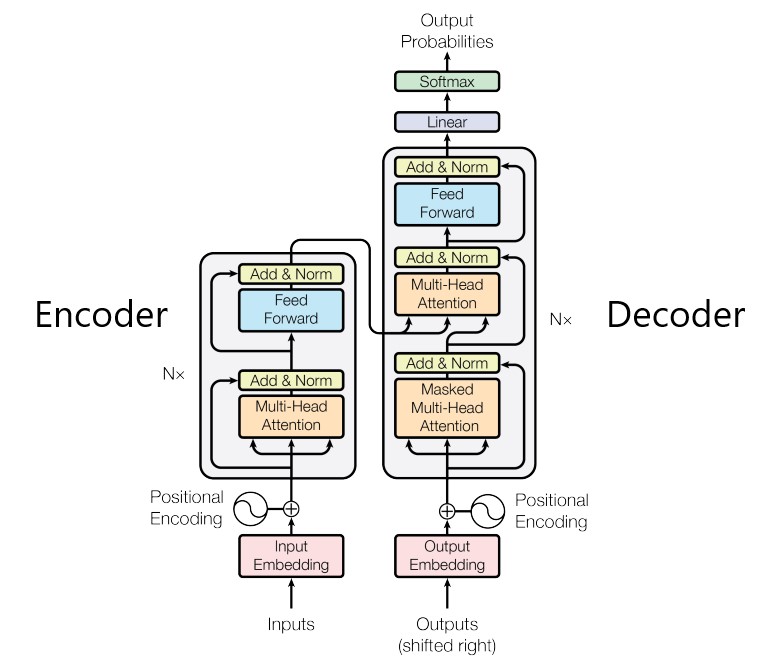 Output
Probabilities
Softmax
Linear
Add & Norm
Feed
Forward
Add & Norm
Multi-Head
Attention
Add & Norm
Masked
Multi-Head
Attention
N×
Decoder
Encoder
N×
Add & Norm
Feed
Forward
Add & Norm
Multi-Head
Attention
Positional
Encoding
Positional
Encoding
Input
Embedding
Output
Embedding
Inputs
Outputs
(shifted right)